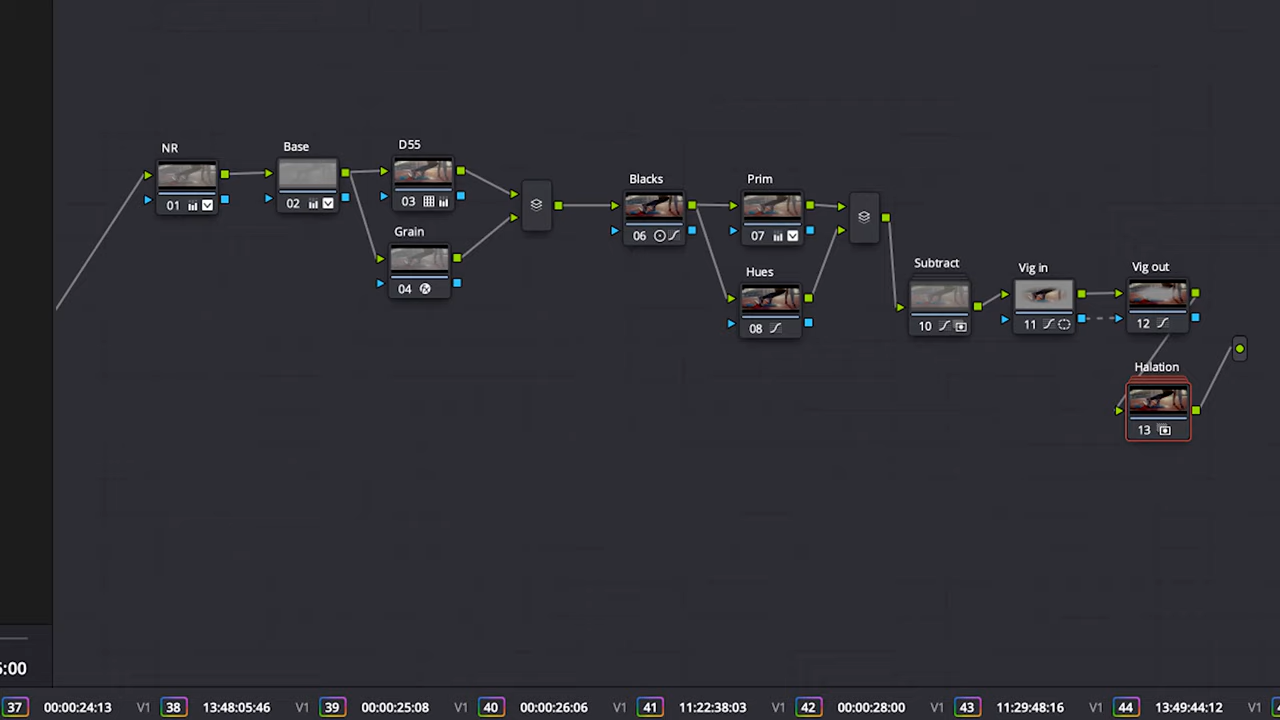 NR
01
Base
02
D55
03
Grain
04
Blacks
06
Prim
07
Hues
08
Subtract
10
Vig in
11
Vig out
12
Halation
13
5:00
37 00:00:24:13 V1
38 13:48:05:46 V1
39 00:00:25:08 V1
40 00:00:26:06 V1
41 11:22:38:03 V1
42 00:00:28:00 V1
43 11:29:48:16 V1
44 13:49:44:12 V1